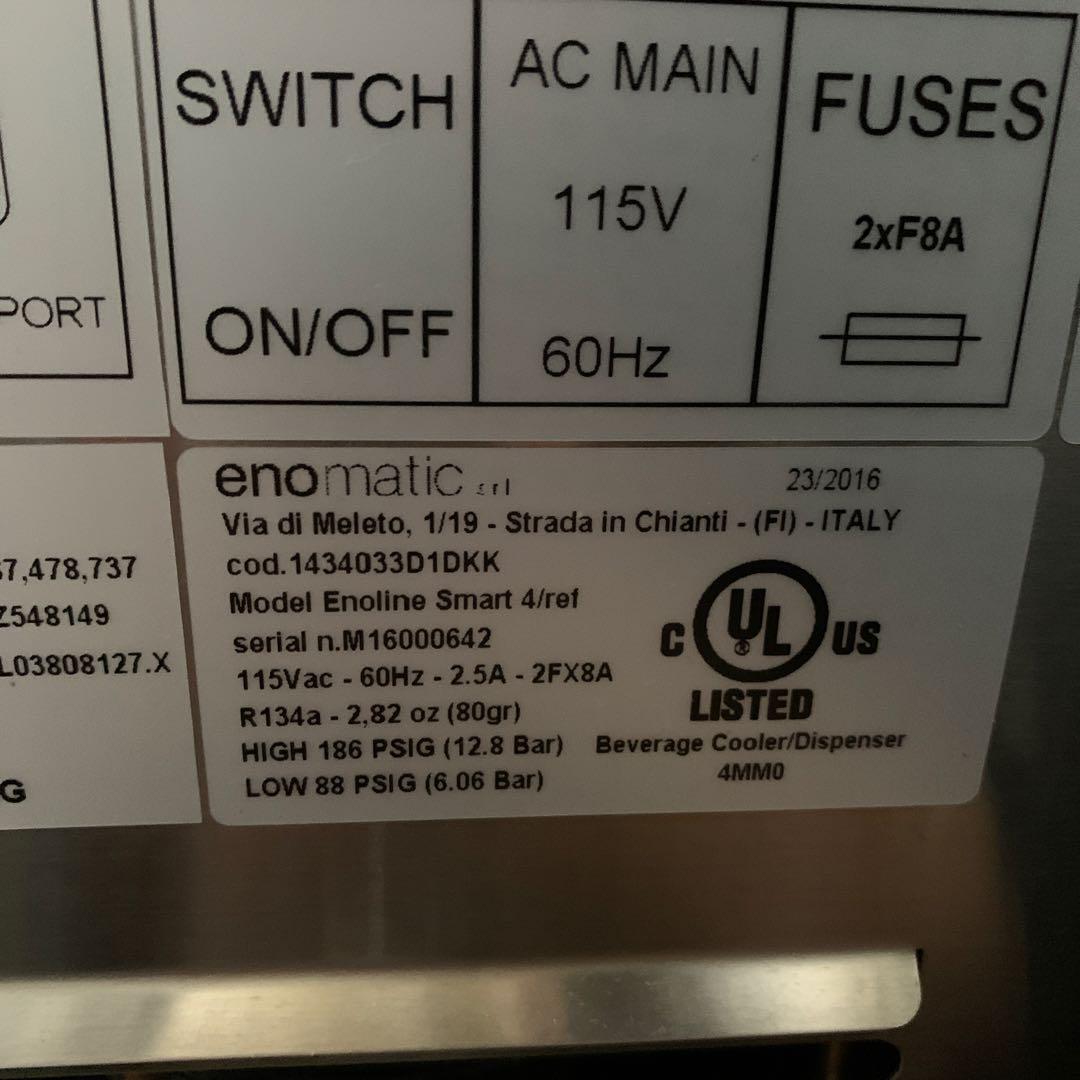 SWITCH
ON/OFF
AC MAIN
115V
60Hz
FUSES
2xF8A
PORT
7,478,737
Z548149
L03808127.X
G
enomatic srl
23/2016
Via di Meleto, 1/19 - Strada in Chianti - (FI) - ITALY
cod.1434033D1DKK
Model Enoline Smart 4/ref
serial n.M16000642
115Vac - 60Hz - 2.5A - 2FX8A
R134a - 2,82 oz (80gr)
HIGH 186 PSIG (12.8 Bar)
LOW 88 PSIG (6.06 Bar)
C UL ® US
LISTED
Beverage Cooler/Dispenser
4MM0